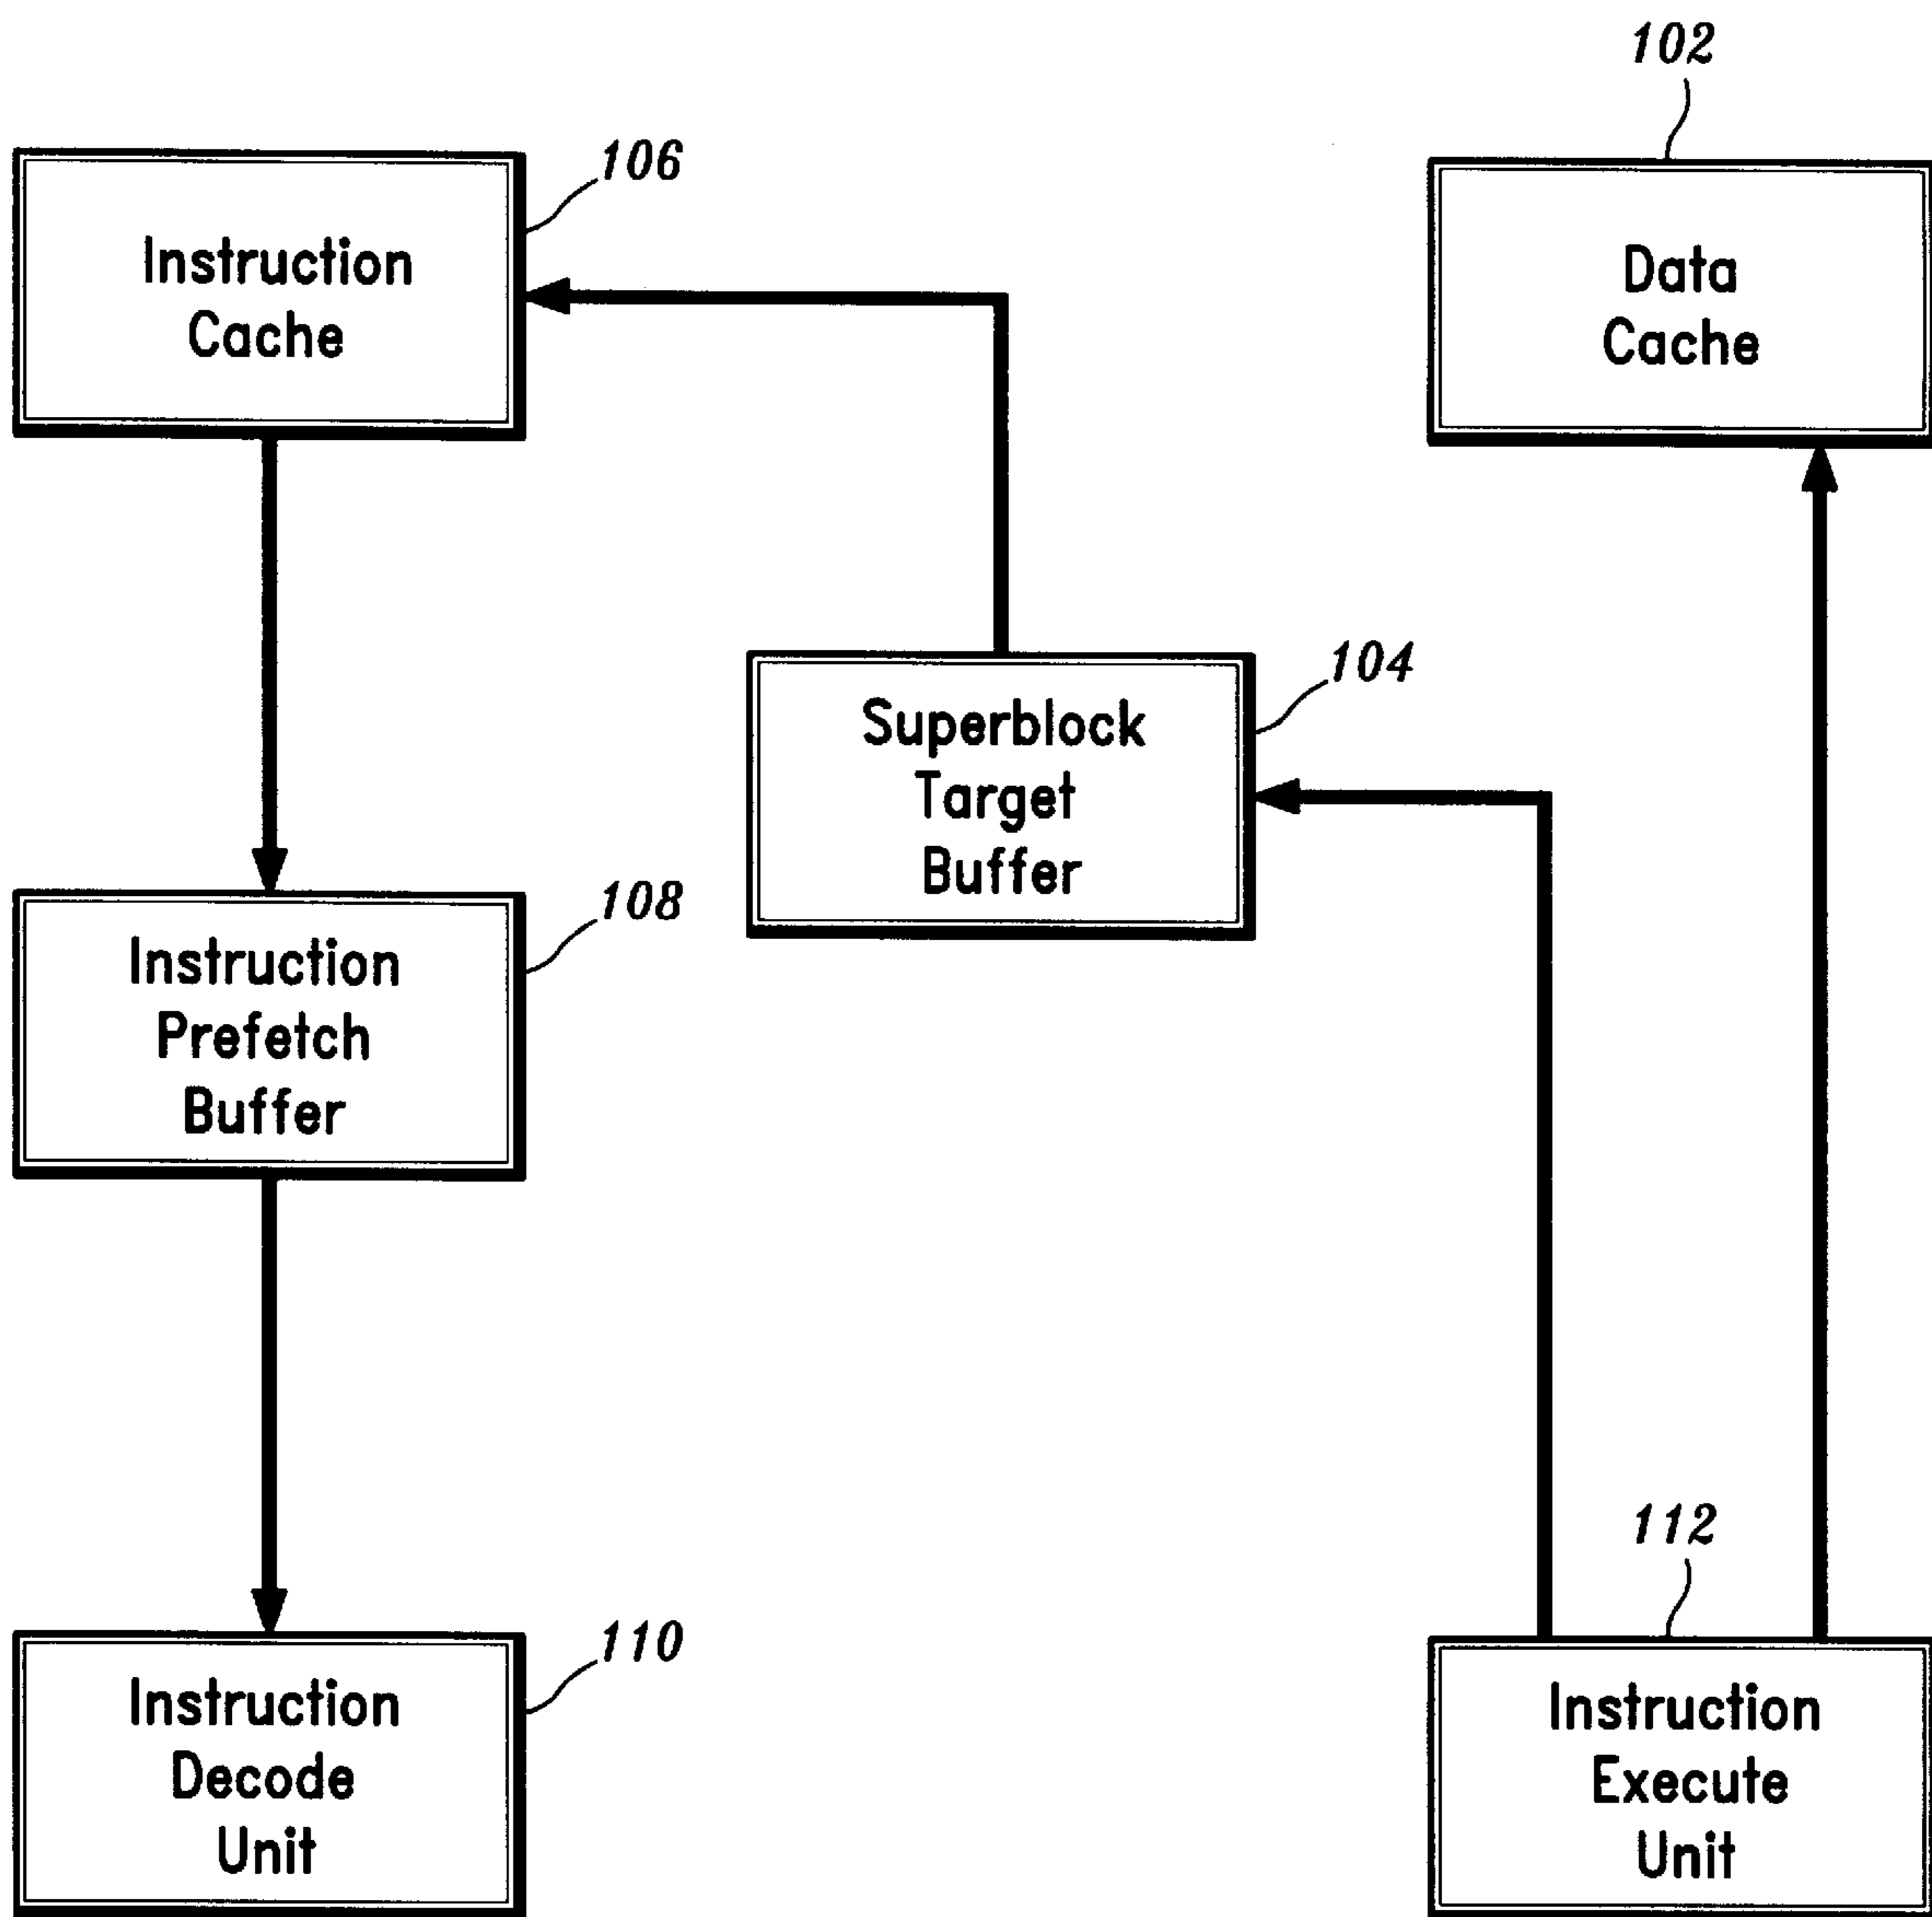 102
106
Instruction
Cache
Data
Cache
104
Superblock
Target
Buffer
108
Instruction
Prefetch
Buffer
112
110
Instruction
Decode
Unit
Instruction
Execute
Unit